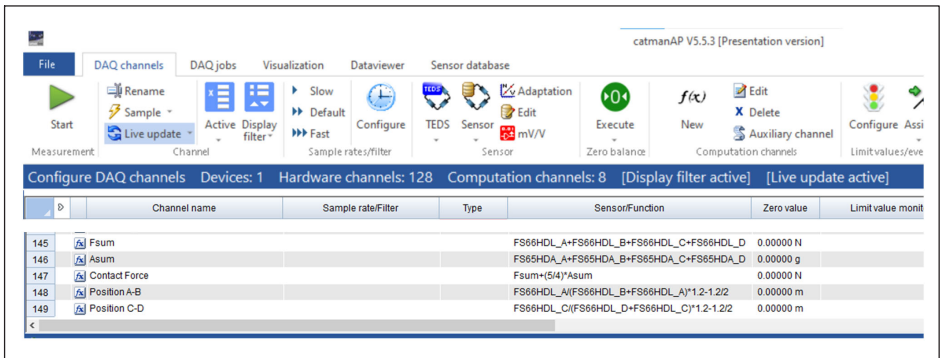 catmanAP V5.5.3 [Presentation version]
File DAQ channels DAQ jobs Visualization Dataviewer Sensor database
Rename Slow Adaptation Edit
Sample Default Edit f(x) X Delete
Start Live update Active Display filter Fast Configure TEDS Sensor mV/V Execute New Auxiliary channel Configure
Measurement Channel Sample rates/filter Sensor Zero balance Computation channels Limit values/eve
Configure DAQ channels Devices: 1 Hardware channels: 128 Computation channels: 8 [Display filter active] [Live update active]
Channel name Sample rate/Filter Type Sensor/Function Zero value Limit value monit
145 fx Fsum FS66HDL_A+FS66HDL_B+FS66HDL_C+FS66HDL_D 0.00000 N
146 fx Asum FS65HDA_A+FS65HDA_B+FS65HDA_C+FS65HDA_D 0.00000 g
147 fx Contact Force Fsum+(5/4)*Asum 0.00000 N
148 fx Position A-B FS66HDL_A/(FS66HDL_B+FS66HDL_A)*1.2-1.2/2 0.00000 m
149 fx Position C-D FS66HDL_C/(FS66HDL_D+FS66HDL_C)*1.2-1.2/2 0.00000 m